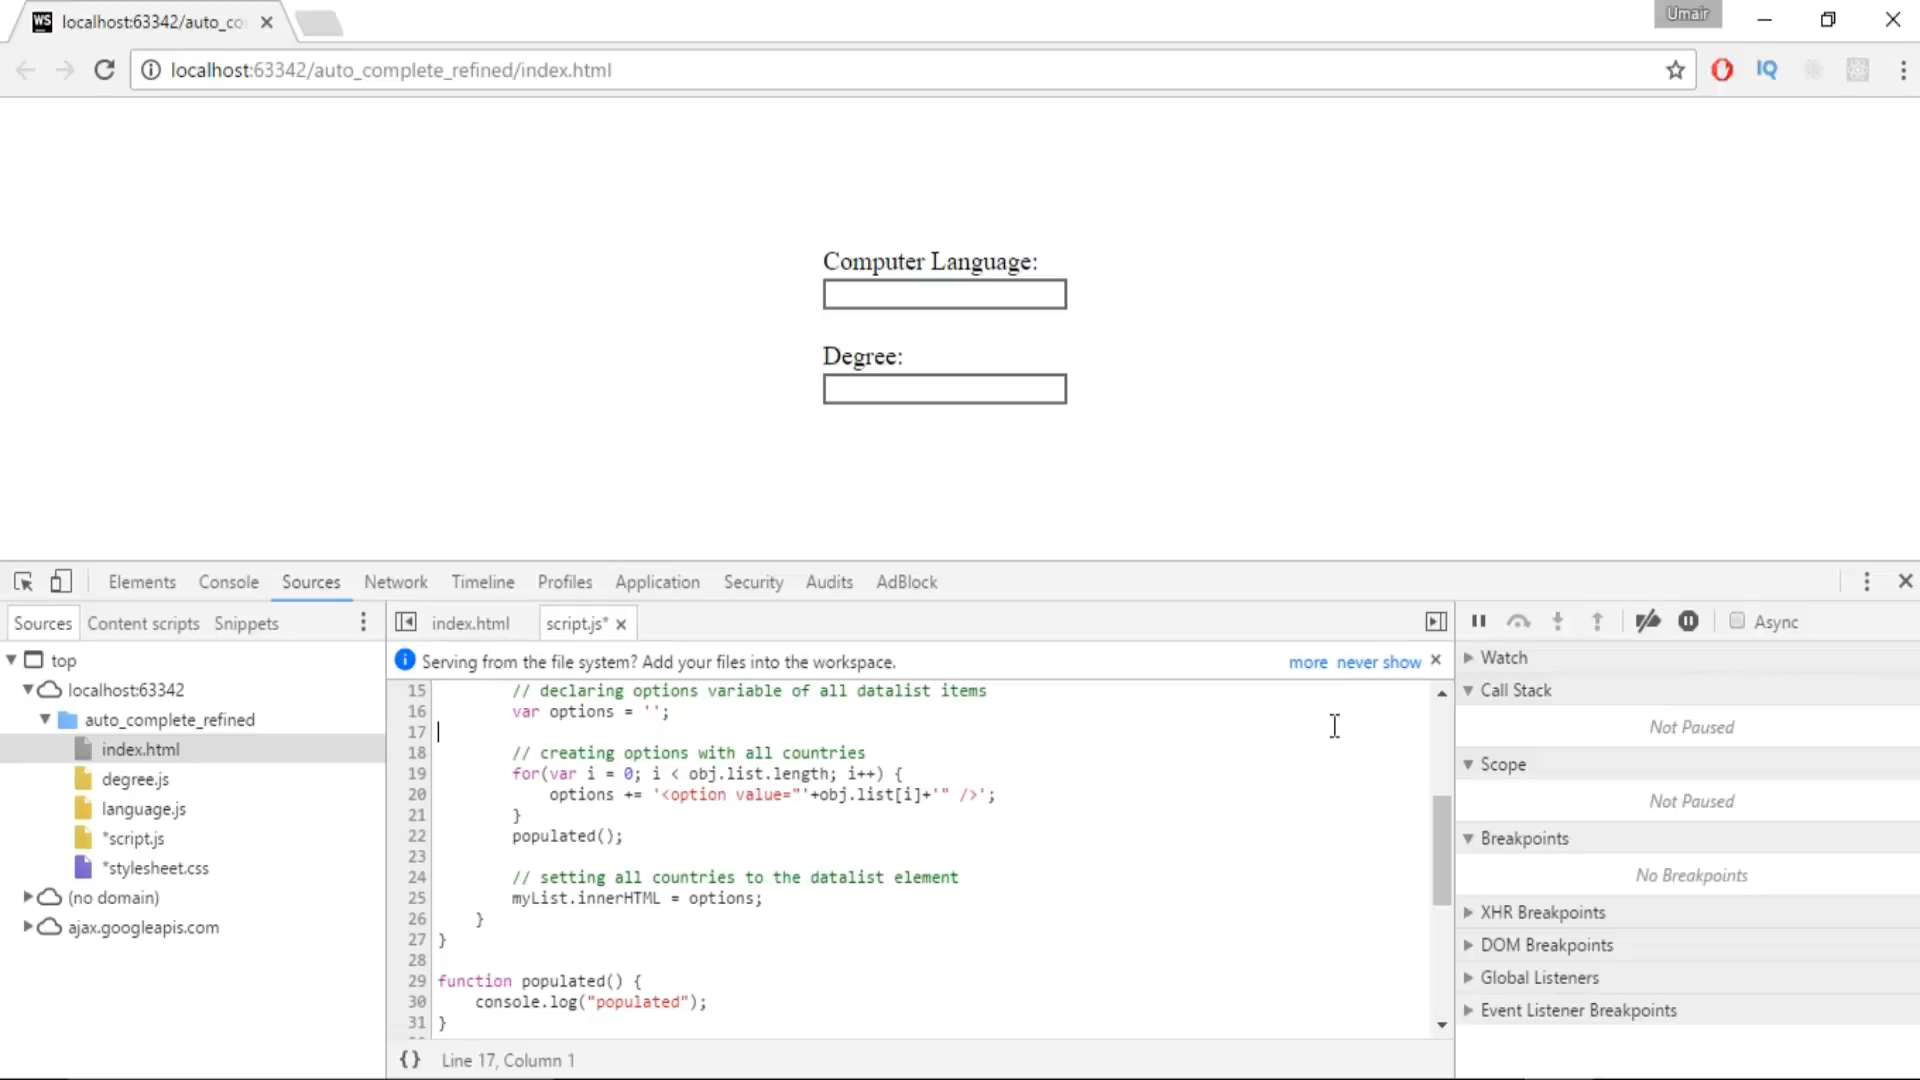 WS localhost:63342/auto_co
Umair
localhost:63342/auto_complete_refined/index.html
IQ
Computer Language:
Degree:
Elements Console Sources Network Timeline Profiles Application Security Audits AdBlock
Sources Content scripts Snippets
index.html script.js*
Async
top
localhost:63342
auto_complete_refined
index.html
degree.js
language.js
*script.js
*stylesheet.css
(no domain)
ajax.googleapis.com
Serving from the file system? Add your files into the workspace. more never show
15 // declaring options variable of all datalist items
16 var options = '';
17
18 // creating options with all countries
19 for(var i = 0; i < obj.list.length; i++) {
20 options += '<option value="'+obj.list[i]+'" />';
21 }
22 populated();
23
24 // setting all countries to the datalist element
25 myList.innerHTML = options;
26 }
27 }
28
29 function populated() {
30 console.log("populated");
31 }
{} Line 17, Column 1
Watch
Call Stack
Not Paused
Scope
Not Paused
Breakpoints
No Breakpoints
XHR Breakpoints
DOM Breakpoints
Global Listeners
Event Listener Breakpoints